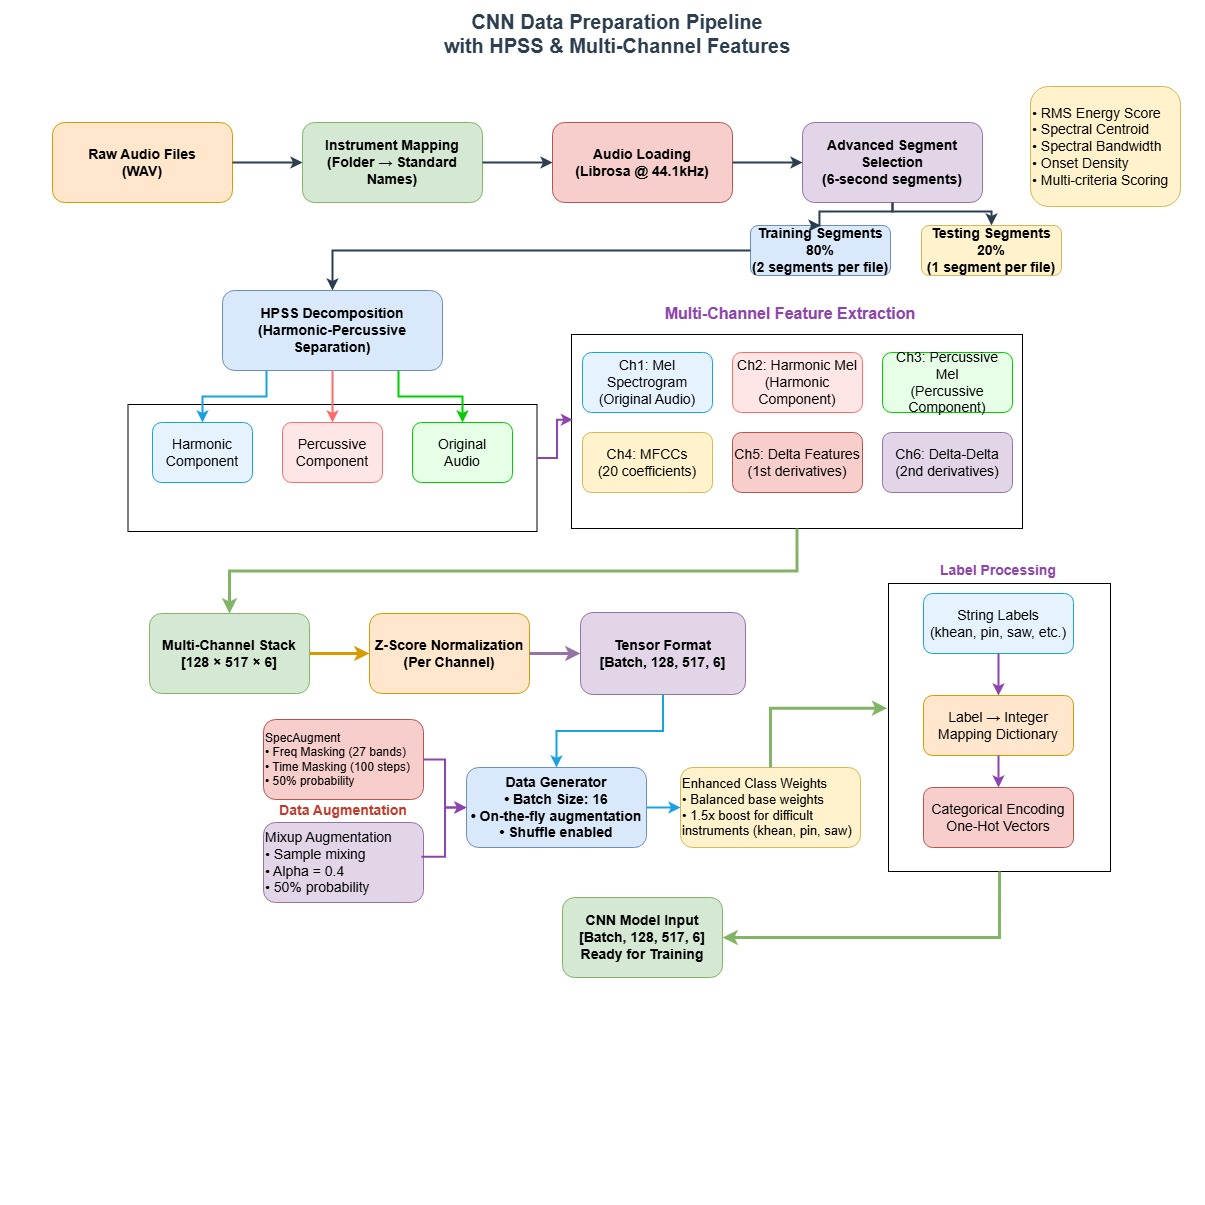 CNN Data Preparation Pipeline
with HPSS & Multi-Channel Features
Raw Audio Files
(WAV)
Instrument Mapping
(Folder → Standard
Names)
Audio Loading
(Librosa @ 44.1kHz)
Advanced Segment
Selection
(6-second segments)
• RMS Energy Score
• Spectral Centroid
• Spectral Bandwidth
• Onset Density
• Multi-criteria Scoring
Training Segments
80%
(2 segments per file)
Testing Segments
20%
(1 segment per file)
HPSS Decomposition
(Harmonic-Percussive
Separation)
Harmonic
Component
Percussive
Component
Original
Audio
Multi-Channel Feature Extraction
Ch1: Mel
Spectrogram
(Original Audio)
Ch2: Harmonic Mel
(Harmonic
Component)
Ch3: Percussive
Mel
(Percussive
Component)
Ch4: MFCCs
(20 coefficients)
Ch5: Delta Features
(1st derivatives)
Ch6: Delta-Delta
(2nd derivatives)
Multi-Channel Stack
[128 × 517 × 6]
Z-Score Normalization
(Per Channel)
Tensor Format
[Batch, 128, 517, 6]
SpecAugment
• Freq Masking (27 bands)
• Time Masking (100 steps)
• 50% probability
Data Augmentation
Mixup Augmentation
• Sample mixing
• Alpha = 0.4
• 50% probability
Data Generator
• Batch Size: 16
• On-the-fly augmentation
• Shuffle enabled
Enhanced Class Weights
• Balanced base weights
• 1.5x boost for difficult
instruments (khean, pin, saw)
Label Processing
String Labels
(khean, pin, saw, etc.)
Label → Integer
Mapping Dictionary
Categorical Encoding
One-Hot Vectors
CNN Model Input
[Batch, 128, 517, 6]
Ready for Training